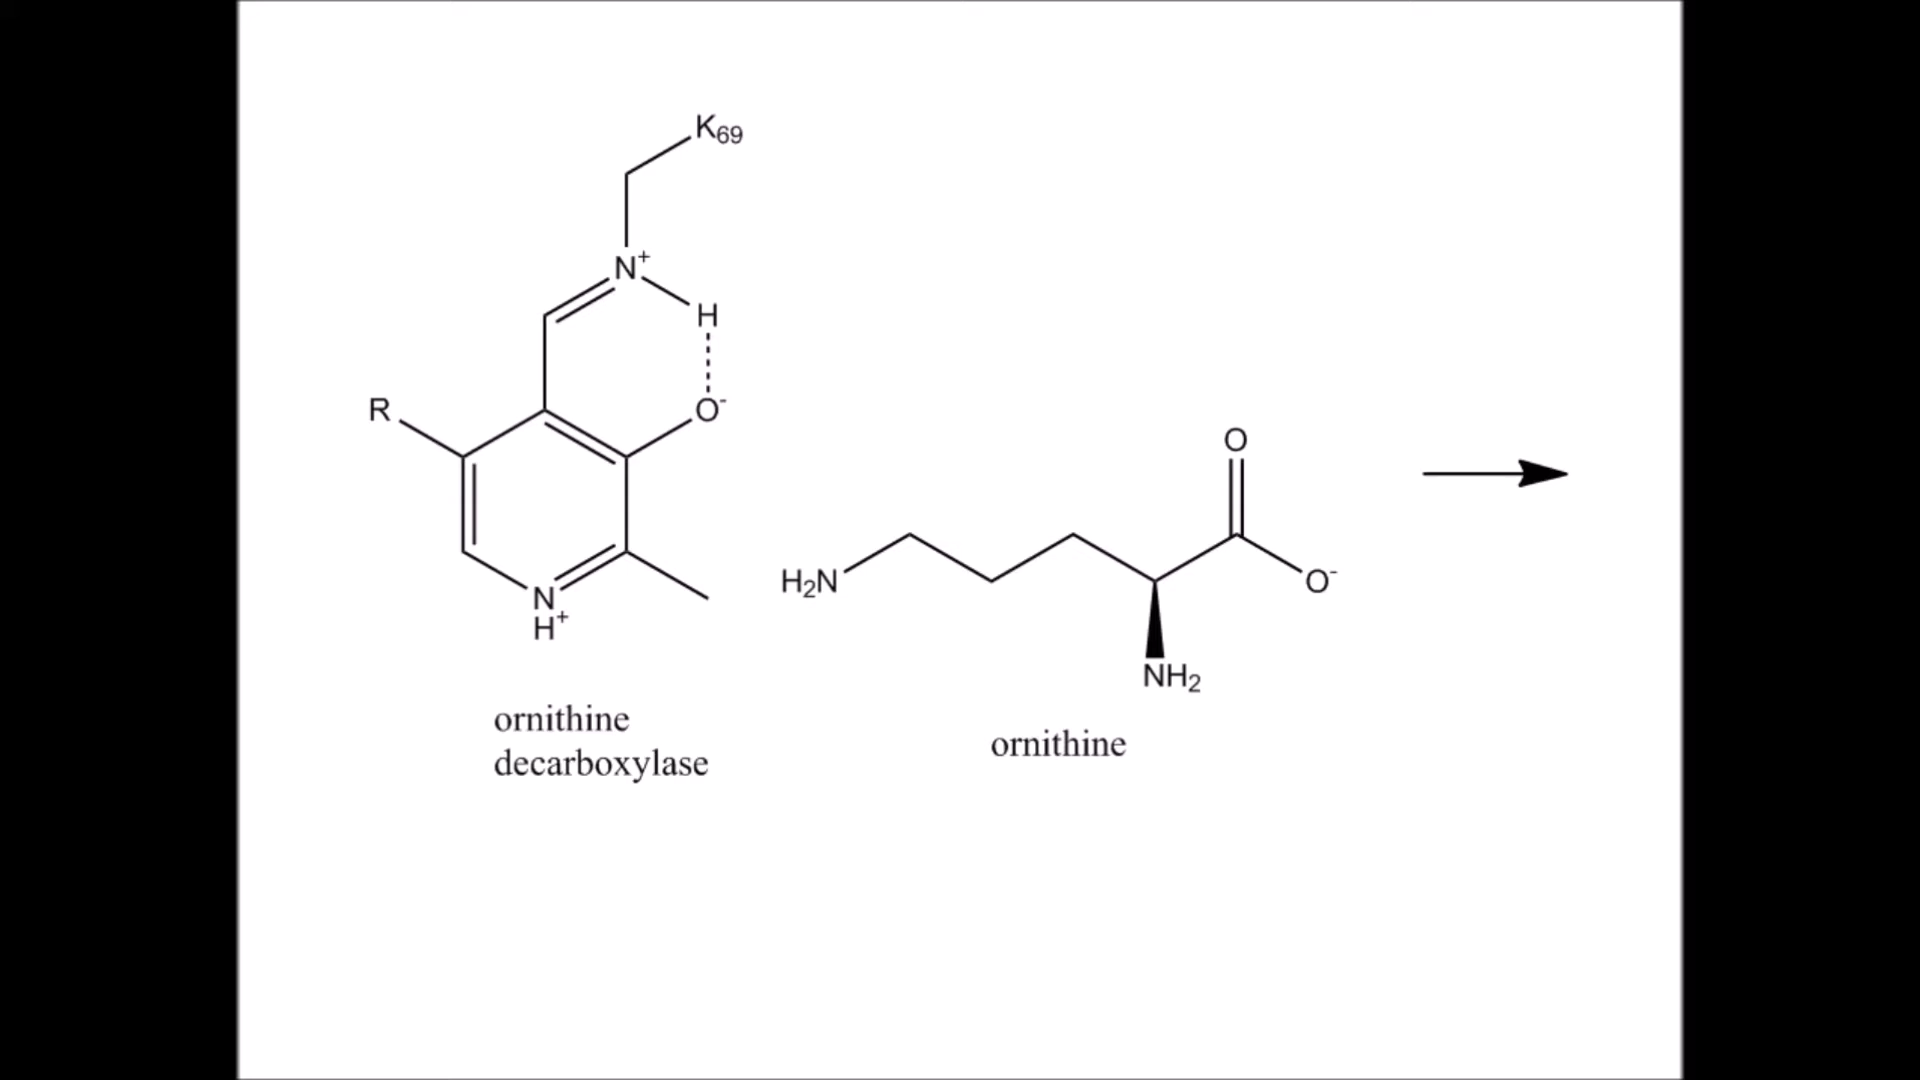 K69
N+
H
R
O-
O
H2N
O-
N
H+
NH2
ornithine
decarboxylase
ornithine